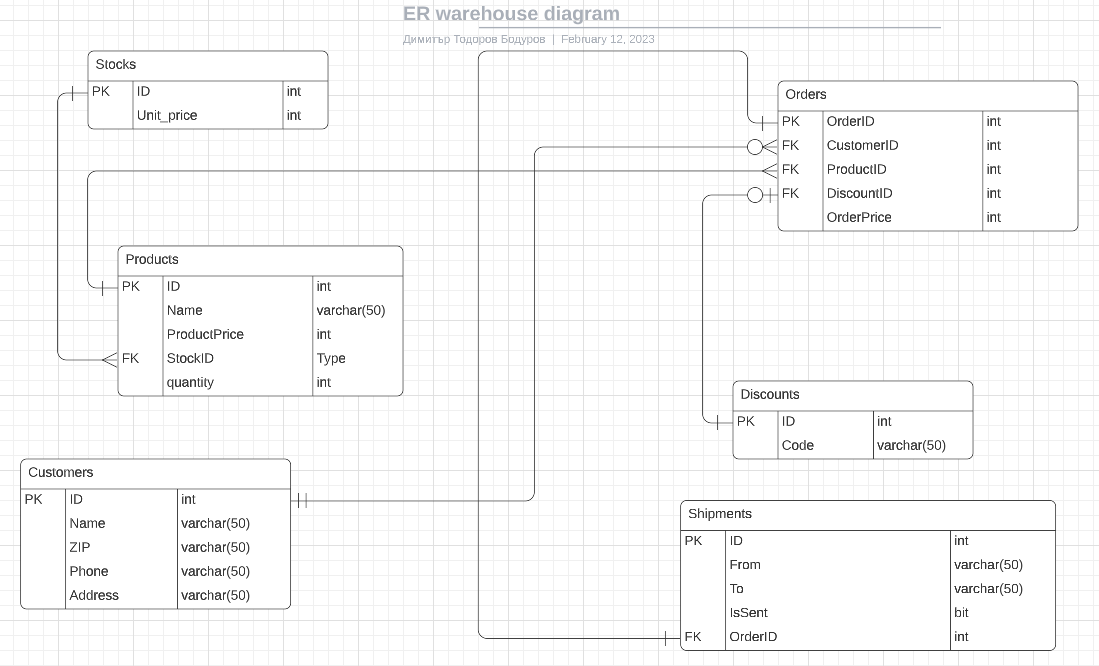 ER warehouse diagram
Димитър Тодоров Бодуров | February 12, 2023
Stocks
PK ID int
Unit_price int
Orders
PK OrderID int
FK CustomerID int
FK ProductID int
FK DiscountID int
OrderPrice int
Products
PK ID int
Name varchar(50)
ProductPrice int
FK StockID Type
quantity int
Discounts
PK ID int
Code varchar(50)
Customers
PK ID int
Name varchar(50)
ZIP varchar(50)
Phone varchar(50)
Address varchar(50)
Shipments
PK ID int
From varchar(50)
To varchar(50)
IsSent bit
FK OrderID int